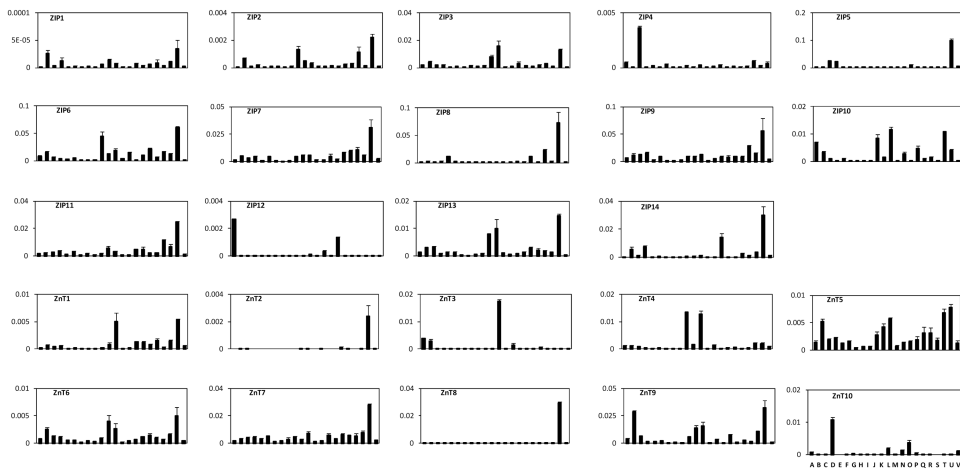 ZIP1
0.0001
5E-05
0
ZIP2
0.004
0.002
0
ZIP3
0.04
0.02
0
ZIP4
0.005
0
ZIP5
0.2
0.1
0
ZIP6
0.1
0.05
0
ZIP7
0.05
0.025
0
ZIP8
0.1
0.05
0
ZIP9
0.1
0.05
0
ZIP10
0.02
0.01
0
ZIP11
0.04
0.02
0
ZIP12
0.004
0.002
0
ZIP13
0.02
0.01
0
ZIP14
0.04
0.02
0
ZnT1
0.01
0.005
0
ZnT2
0.004
0.002
0
ZnT3
0.02
0.01
0
ZnT4
0.02
0.01
0
ZnT5
0.01
0.005
0
ZnT6
0.01
0.005
0
ZnT7
0.04
0.02
0
ZnT8
0.04
0.02
0
ZnT9
0.05
0.025
0
ZnT10
0.02
0.01
0
A B C D E F G H I J K L M N O P Q R S T U V